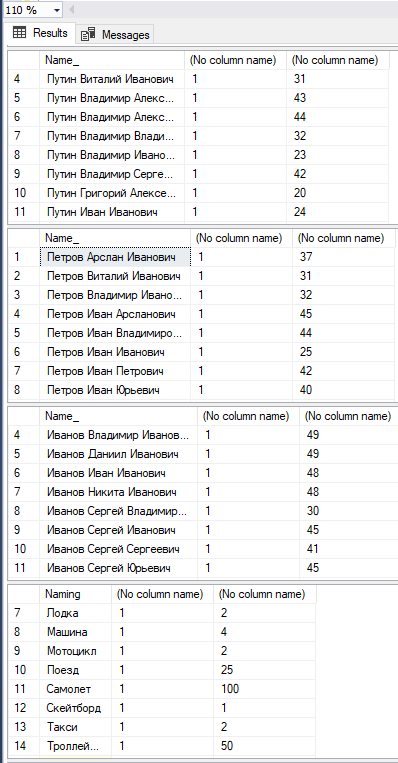 110 %
Results Messages
Name_ (No column name) (No column name)
4 Путин Виталий Иванович 1 31
5 Путин Владимир Алекс... 1 43
6 Путин Владимир Алекс... 1 44
7 Путин Владимир Влади... 1 32
8 Путин Владимир Ивано... 1 23
9 Путин Владимир Серге... 1 42
10 Путин Григорий Алексе... 1 20
11 Путин Иван Иванович 1 24
Name_ (No column name) (No column name)
1 Петров Арслан Иванович 1 37
2 Петров Виталий Иванович 1 31
3 Петров Владимир Ивано... 1 32
4 Петров Иван Арсланович 1 45
5 Петров Иван Владимиро... 1 44
6 Петров Иван Иванович 1 25
7 Петров Иван Петрович 1 42
8 Петров Иван Юрьевич 1 40
Name_ (No column name) (No column name)
4 Иванов Владимир Иванов... 1 49
5 Иванов Даниил Иванович 1 49
6 Иванов Иван Иванович 1 48
7 Иванов Никита Иванович 1 48
8 Иванов Сергей Владимир... 1 30
9 Иванов Сергей Иванович 1 45
10 Иванов Сергей Сергеевич 1 41
11 Иванов Сергей Юрьевич 1 45
Naming (No column name) (No column name)
7 Лодка 1 2
8 Машина 1 4
9 Мотоцикл 1 2
10 Поезд 1 25
11 Самолет 1 100
12 Скейтборд 1 1
13 Такси 1 2
14 Троллей... 1 50